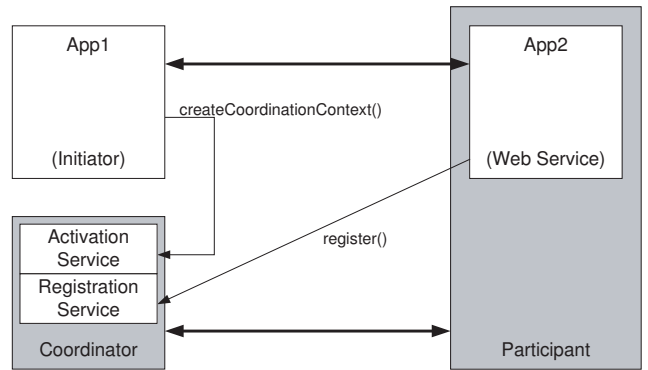 App1
App2
createCoordinationContext()
(Initiator)
(Web Service)
Activation
Service
register()
Registration
Service
Coordinator
Participant